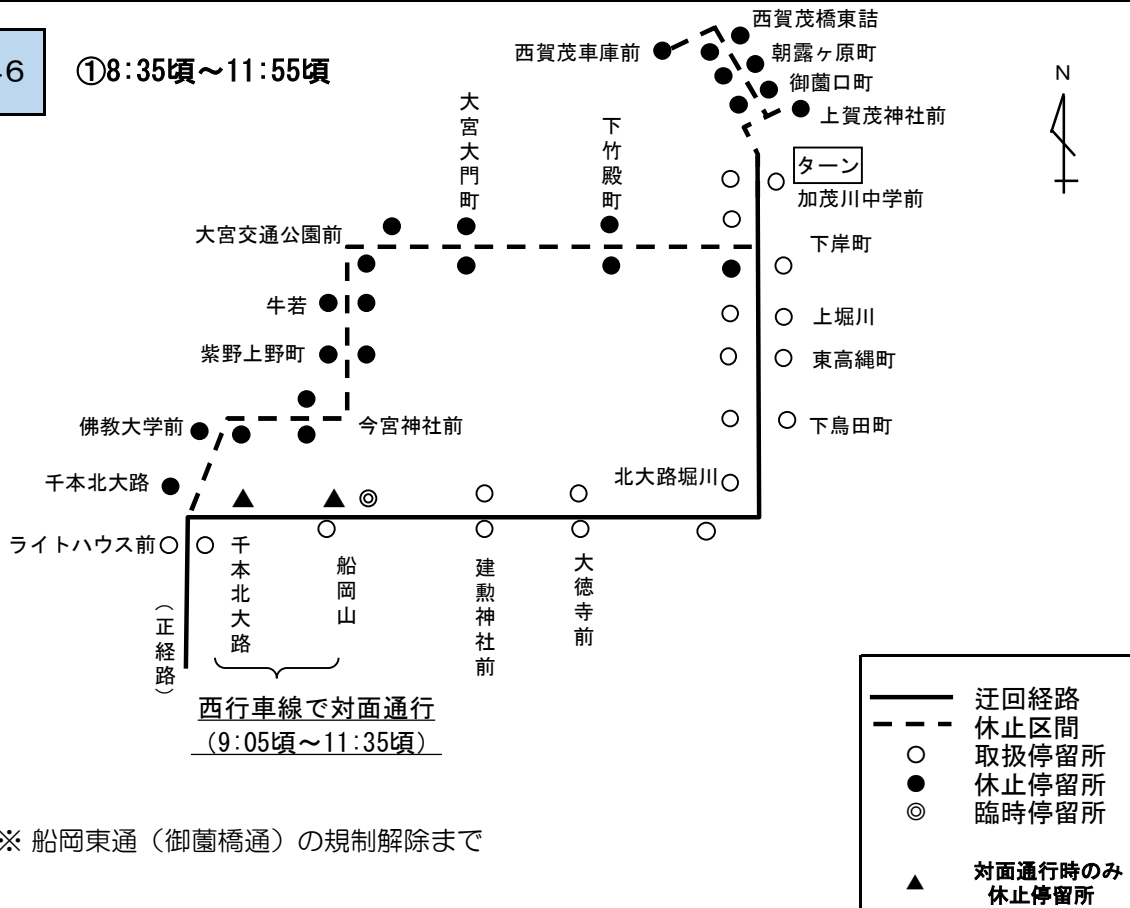 6
①8:35頃～11:55頃
西賀茂橋東詰
西賀茂車庫前
朝露ヶ原町
御薗口町
上賀茂神社前
N
大宮大門町
下竹殿町
ターン
加茂川中学前
大宮交通公園前
下岸町
牛若
上堀川
紫野上野町
東高縄町
佛教大学前
今宮神社前
下鳥田町
千本北大路
北大路堀川
ライトハウス前
千本北大路
船岡山
建勲神社前
大徳寺前
（正経路）
西行車線で対面通行
（9:05頃～11:35頃）
迂回経路
休止区間
取扱停留所
休止停留所
臨時停留所
対面通行時のみ
休止停留所
※ 船岡東通（御薗橋通）の規制解除まで